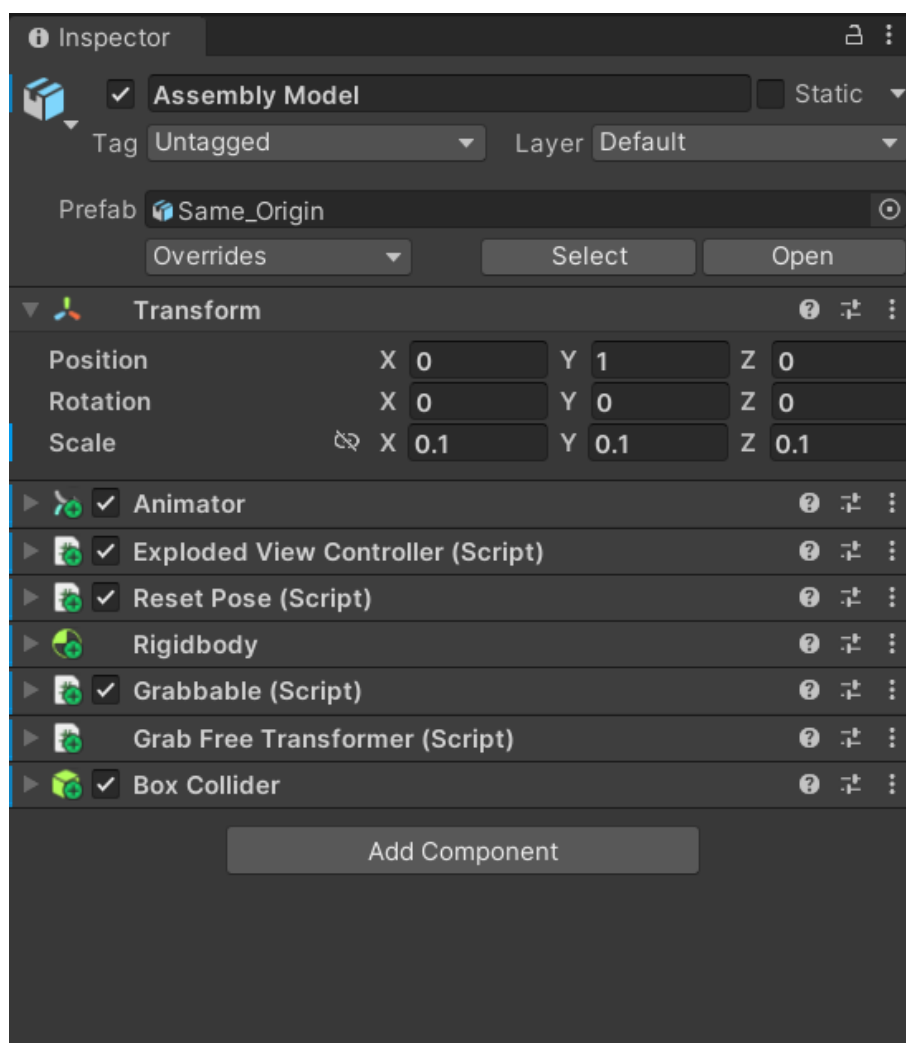 Inspector
Assembly Model Static
Tag Untagged Layer Default
Prefab Same_Origin
Overrides Select Open
Transform
Position X 0 Y 1 Z 0
Rotation X 0 Y 0 Z 0
Scale X 0.1 Y 0.1 Z 0.1
Animator
Exploded View Controller (Script)
Reset Pose (Script)
Rigidbody
Grabbable (Script)
Grab Free Transformer (Script)
Box Collider
Add Component